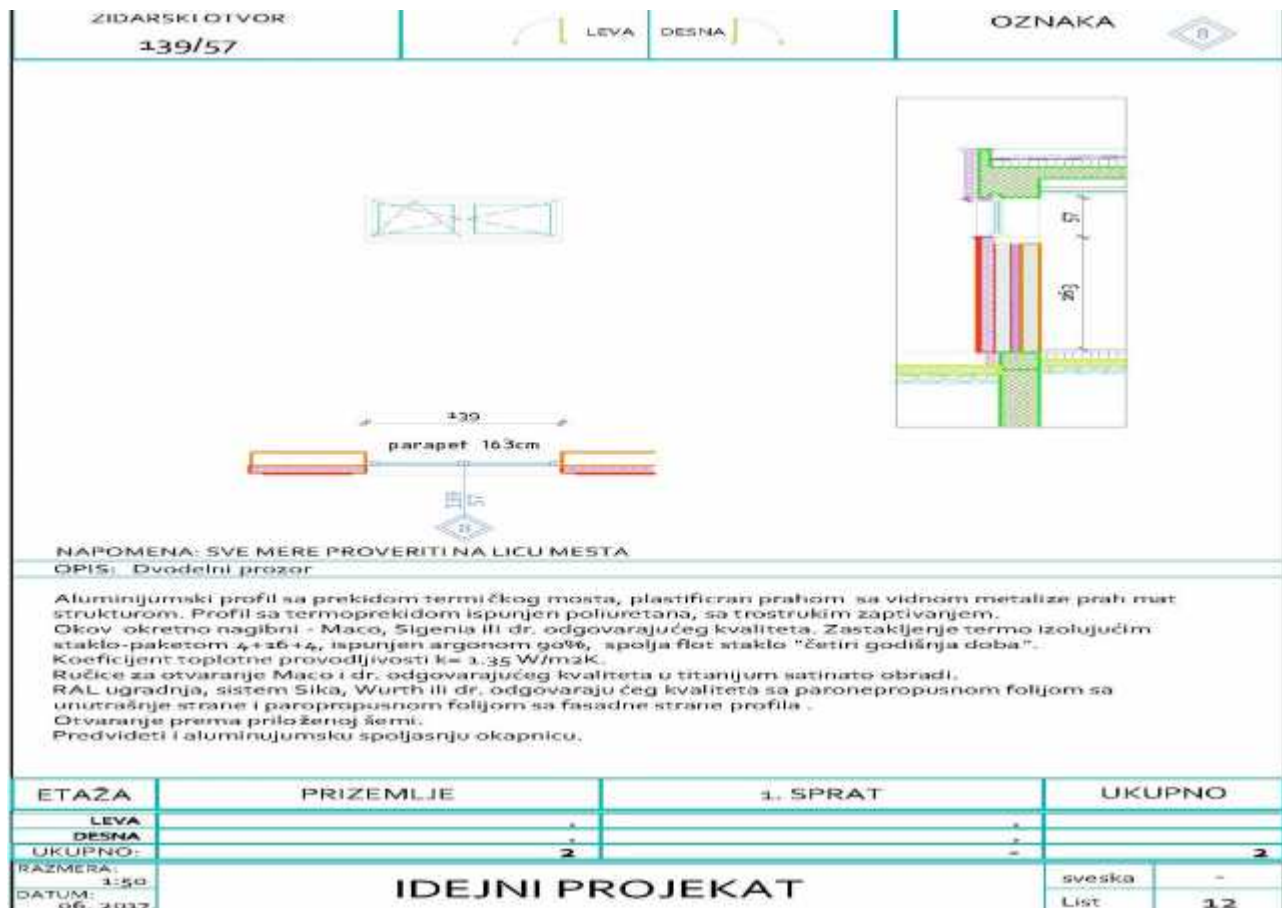 ZIDARSKI OTVOR
139/57
LEVA
DESNA
OZNAKA
8
57
163
139
parapet 163cm
139
57
8
NAPOMENA: SVE MERE PROVERITI NA LICU MESTA
OPIS: Dvodelni prozor
Aluminijumski profil sa prekidom termičkog mosta, plastificran prahom sa vidnom metalize prah mat
strukturom. Profil sa termoprekidom ispunjen poliuretana, sa trostrukim zaptivanjem.
Okov okretno nagibni - Maco, Sigenia ili dr. odgovarajućeg kvaliteta. Zastakljenje termo izolujućim
staklo-paketom 4+16+4, ispunjen argonom 90%, spolja flot staklo "četiri godišnja doba".
Koeficijent toplotne provodljivosti k= 1.35 W/m2K.
Ručice za otvaranje Maco i dr. odgovarajućeg kvaliteta u titanijum satinato obradi.
RAL ugradnja, sistem Sika, Wurth ili dr. odgovaraju ćeg kvaliteta sa paronepropusnom folijom sa
unutrašnje strane i paropropusnom folijom sa fasadne strane profila .
Otvaranje prema priloženoj šemi.
Predvideti i aluminujumsku spoljasnju okapnicu.
ETAŽA PRIZEMLJE 1. SPRAT UKUPNO
LEVA , ,
DESNA , ,
UKUPNO: 2 - 2
RAZMERA:
1:50
DATUM:
06. 2017
IDEJNI PROJEKAT
sveska -
List 12